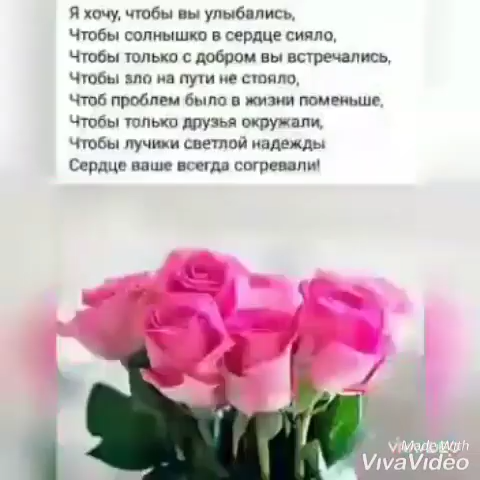 Я хочу, чтобы вы улыбались,
Чтобы солнышко в сердце сияло,
Чтобы только с добром вы встречались,
Чтобы зло на пути не стояло,
Чтоб проблем было в жизни поменьше,
Чтобы только друзья окружали,
Чтобы лучики светлой надежды
Сердце ваше всегда согревали!
Made With
VivaVideo